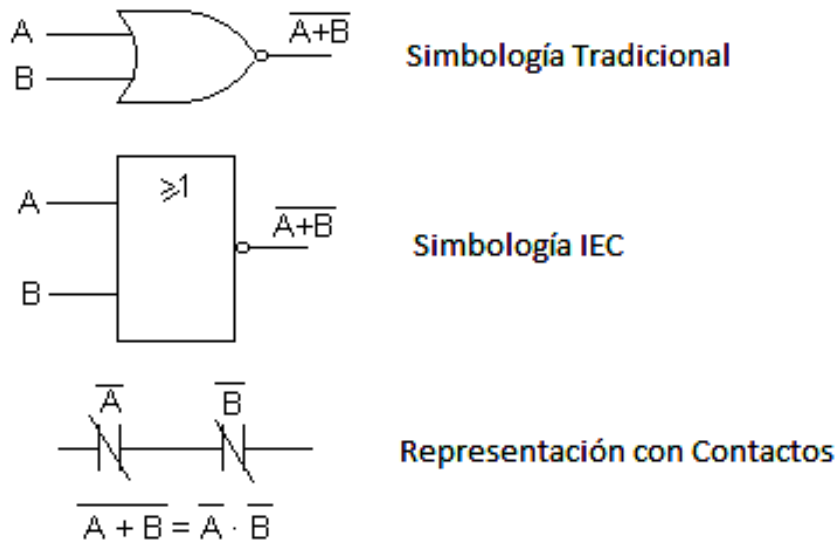 A
B
A̅+̅B̅
Simbología Tradicional
≥1
A
B
A̅+̅B̅
Simbología IEC
A̅
B̅
Representación con Contactos
A̅ ̅+̅ ̅B̅ = A̅ · B̅